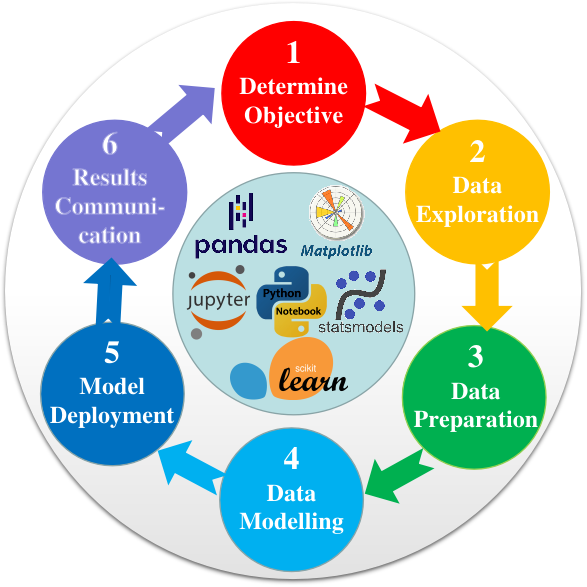 1
Determine
Objective
2
Data
Exploration
3
Data
Preparation
4
Data
Modelling
5
Model
Deployment
6
Results
Communi-
cation
pandas
Matplotlib
jupyter
Python
Notebook
statsmodels
scikit
learn